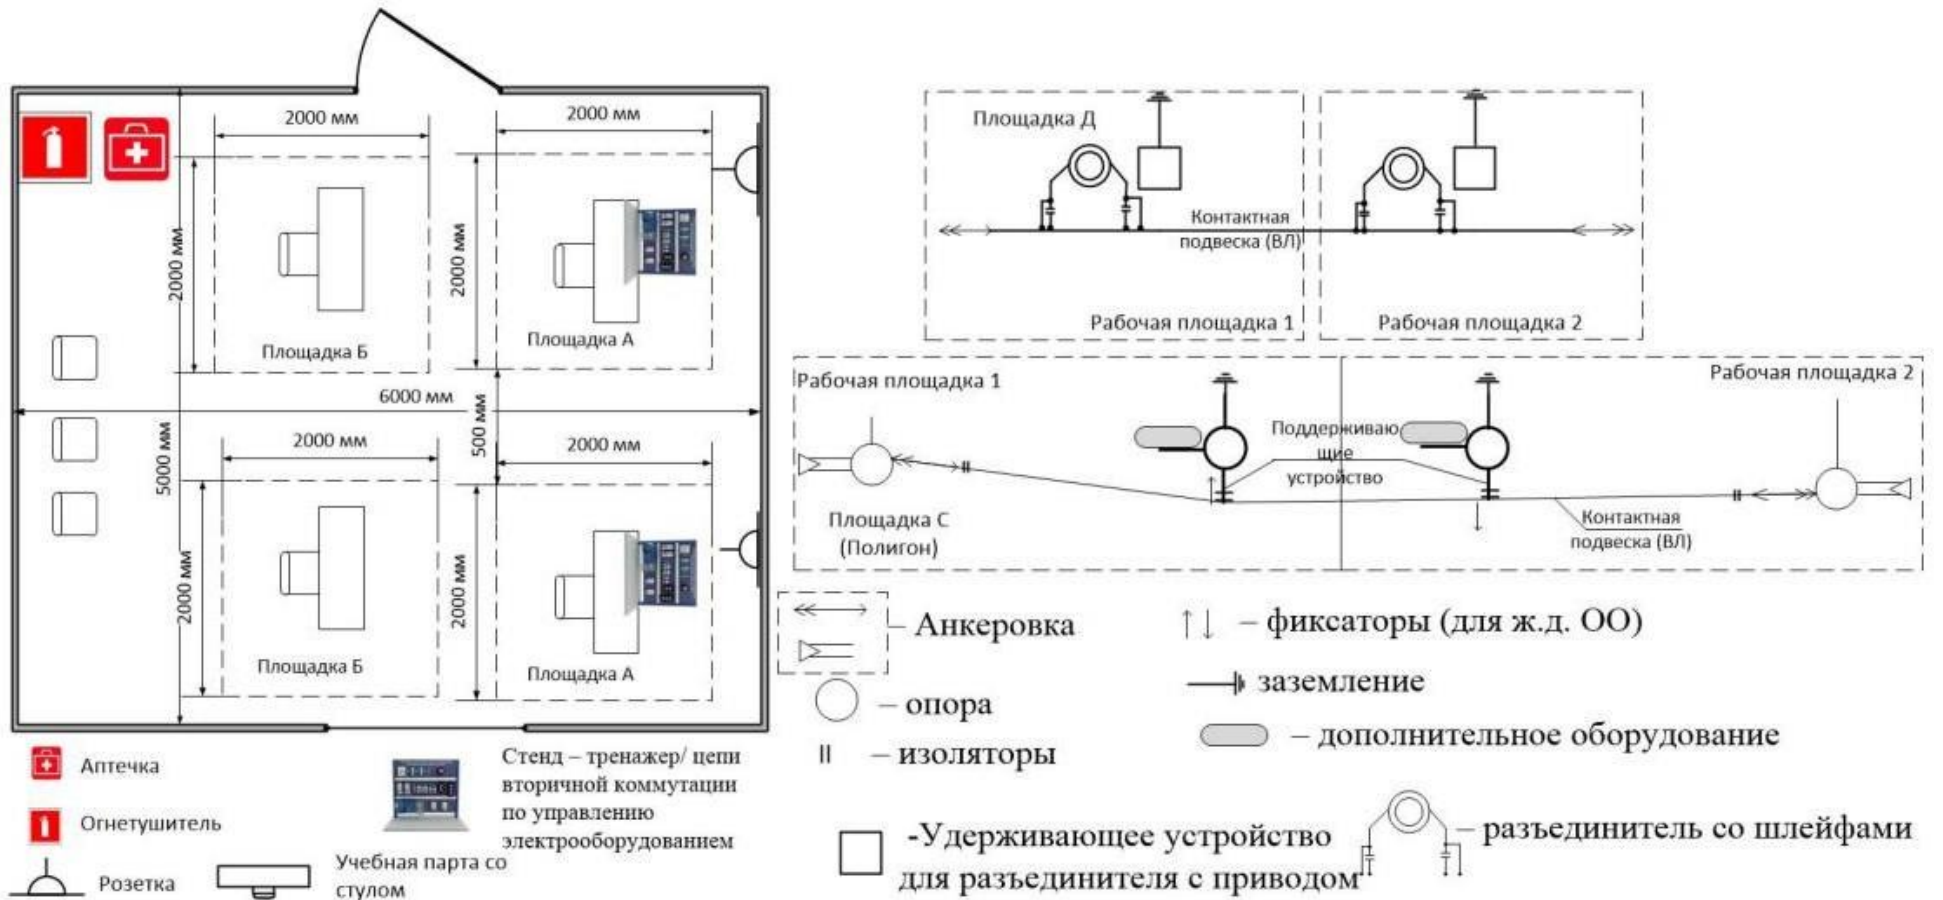 2000 мм
2000 мм
2000 мм
2000 мм
Площадка Б
Площадка А
6000 мм
500 мм
5000 мм
2000 мм
2000 мм
2000 мм
2000 мм
Площадка Б
Площадка А
Аптечка
Огнетушитель
Розетка
Стенд – тренажер/ цепи
вторичной коммутации
по управлению
электрооборудованием
Учебная парта со
стулом
Площадка Д
Контактная
подвеска (ВЛ)
Рабочая площадка 1
Рабочая площадка 2
Рабочая площадка 1
Рабочая площадка 2
Поддерживаю
щие
устройство
Площадка С
(Полигон)
Контактная
подвеска (ВЛ)
– Анкеровка
– фиксаторы (для ж.д. ОО)
– опора
заземление
– изоляторы
– дополнительное оборудование
-Удерживающее устройство
для разъединителя с приводом
– разъединитель со шлейфами